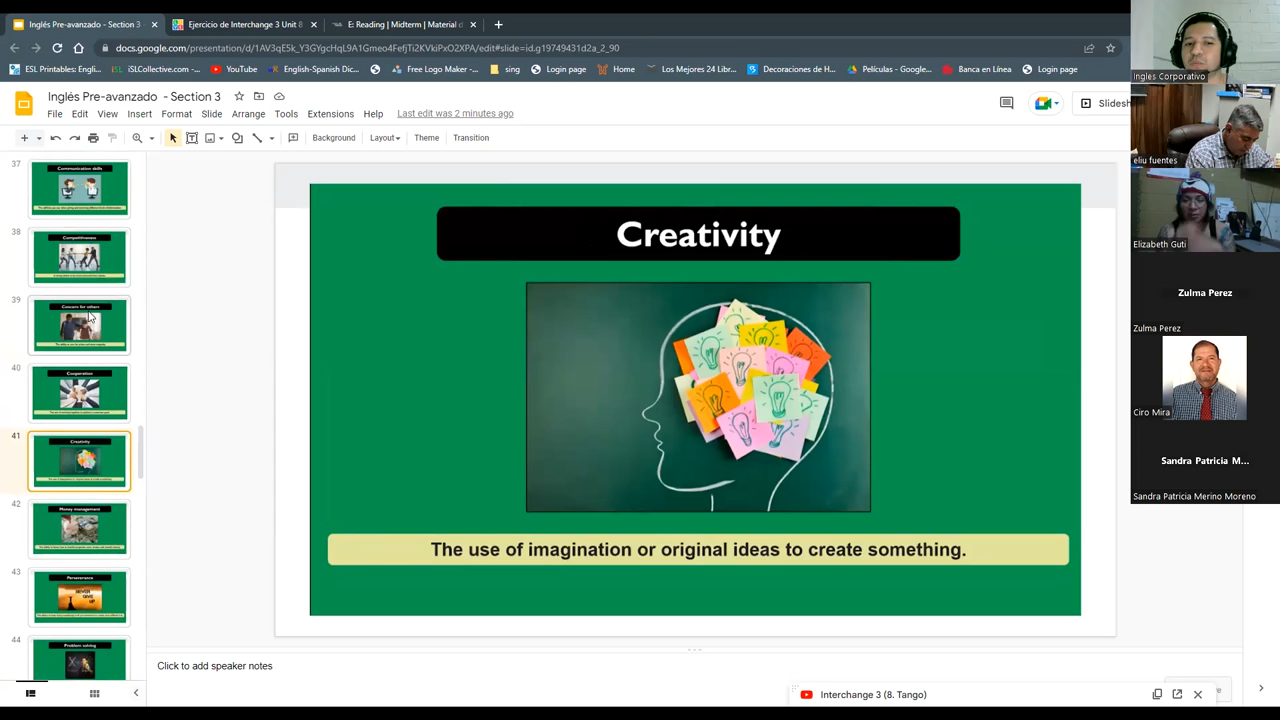 Inglés Pre-avanzado - Section 3
Ejercicio de Interchange 3 Unit 8
E: Reading | Midterm | Material d
docs.google.com/presentation/d/1AV3qE5k_Y3GYgcHqL9A1Gmeo4FefjTi2KVkiPxO2XPA/edit#slide=id.g19749431d2a_2_90
ESL Printables: Engli...
iSLCollective.com -...
YouTube
English-Spanish Dic...
Free Logo Maker -...
sing
Login page
Home
Los Mejores 24 Libr...
Decoraciones de H...
Películas - Google...
Banca en Línea
Login page
Inglés Pre-avanzado - Section 3
File Edit View Insert Format Slide Arrange Tools Extensions Help Last edit was 2 minutes ago
Slidesh
Background Layout Theme Transition
37
Communication skills
38
Competitiveness
39
Concern for others
40
Cooperation
41
Creativity
42
Money management
43
Perseverance
NEVER
GIVE
UP
44
Problem solving
Creativity
The use of imagination or original ideas to create something.
Click to add speaker notes
Interchange 3 (8. Tango)
Ingles Corporativo
eliu fuentes
Elizabeth Guti
Zulma Perez
Zulma Perez
Ciro Mira
Sandra Patricia M...
Sandra Patricia Merino Moreno